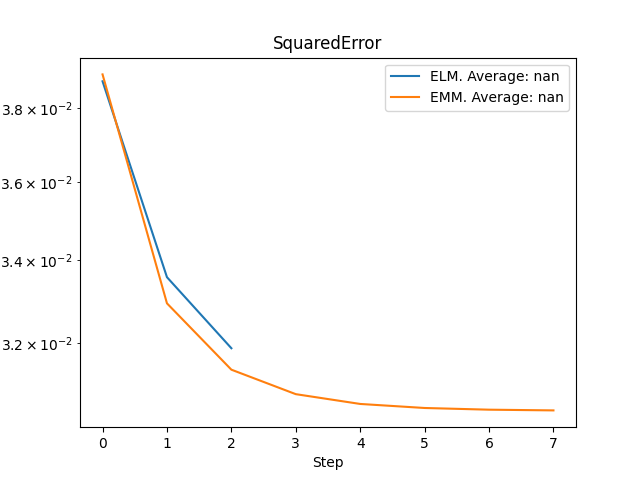 SquaredError
ELM. Average: nan
EMM. Average: nan
3.8 × 10⁻²
3.6 × 10⁻²
3.4 × 10⁻²
3.2 × 10⁻²
0 1 2 3 4 5 6 7
Step